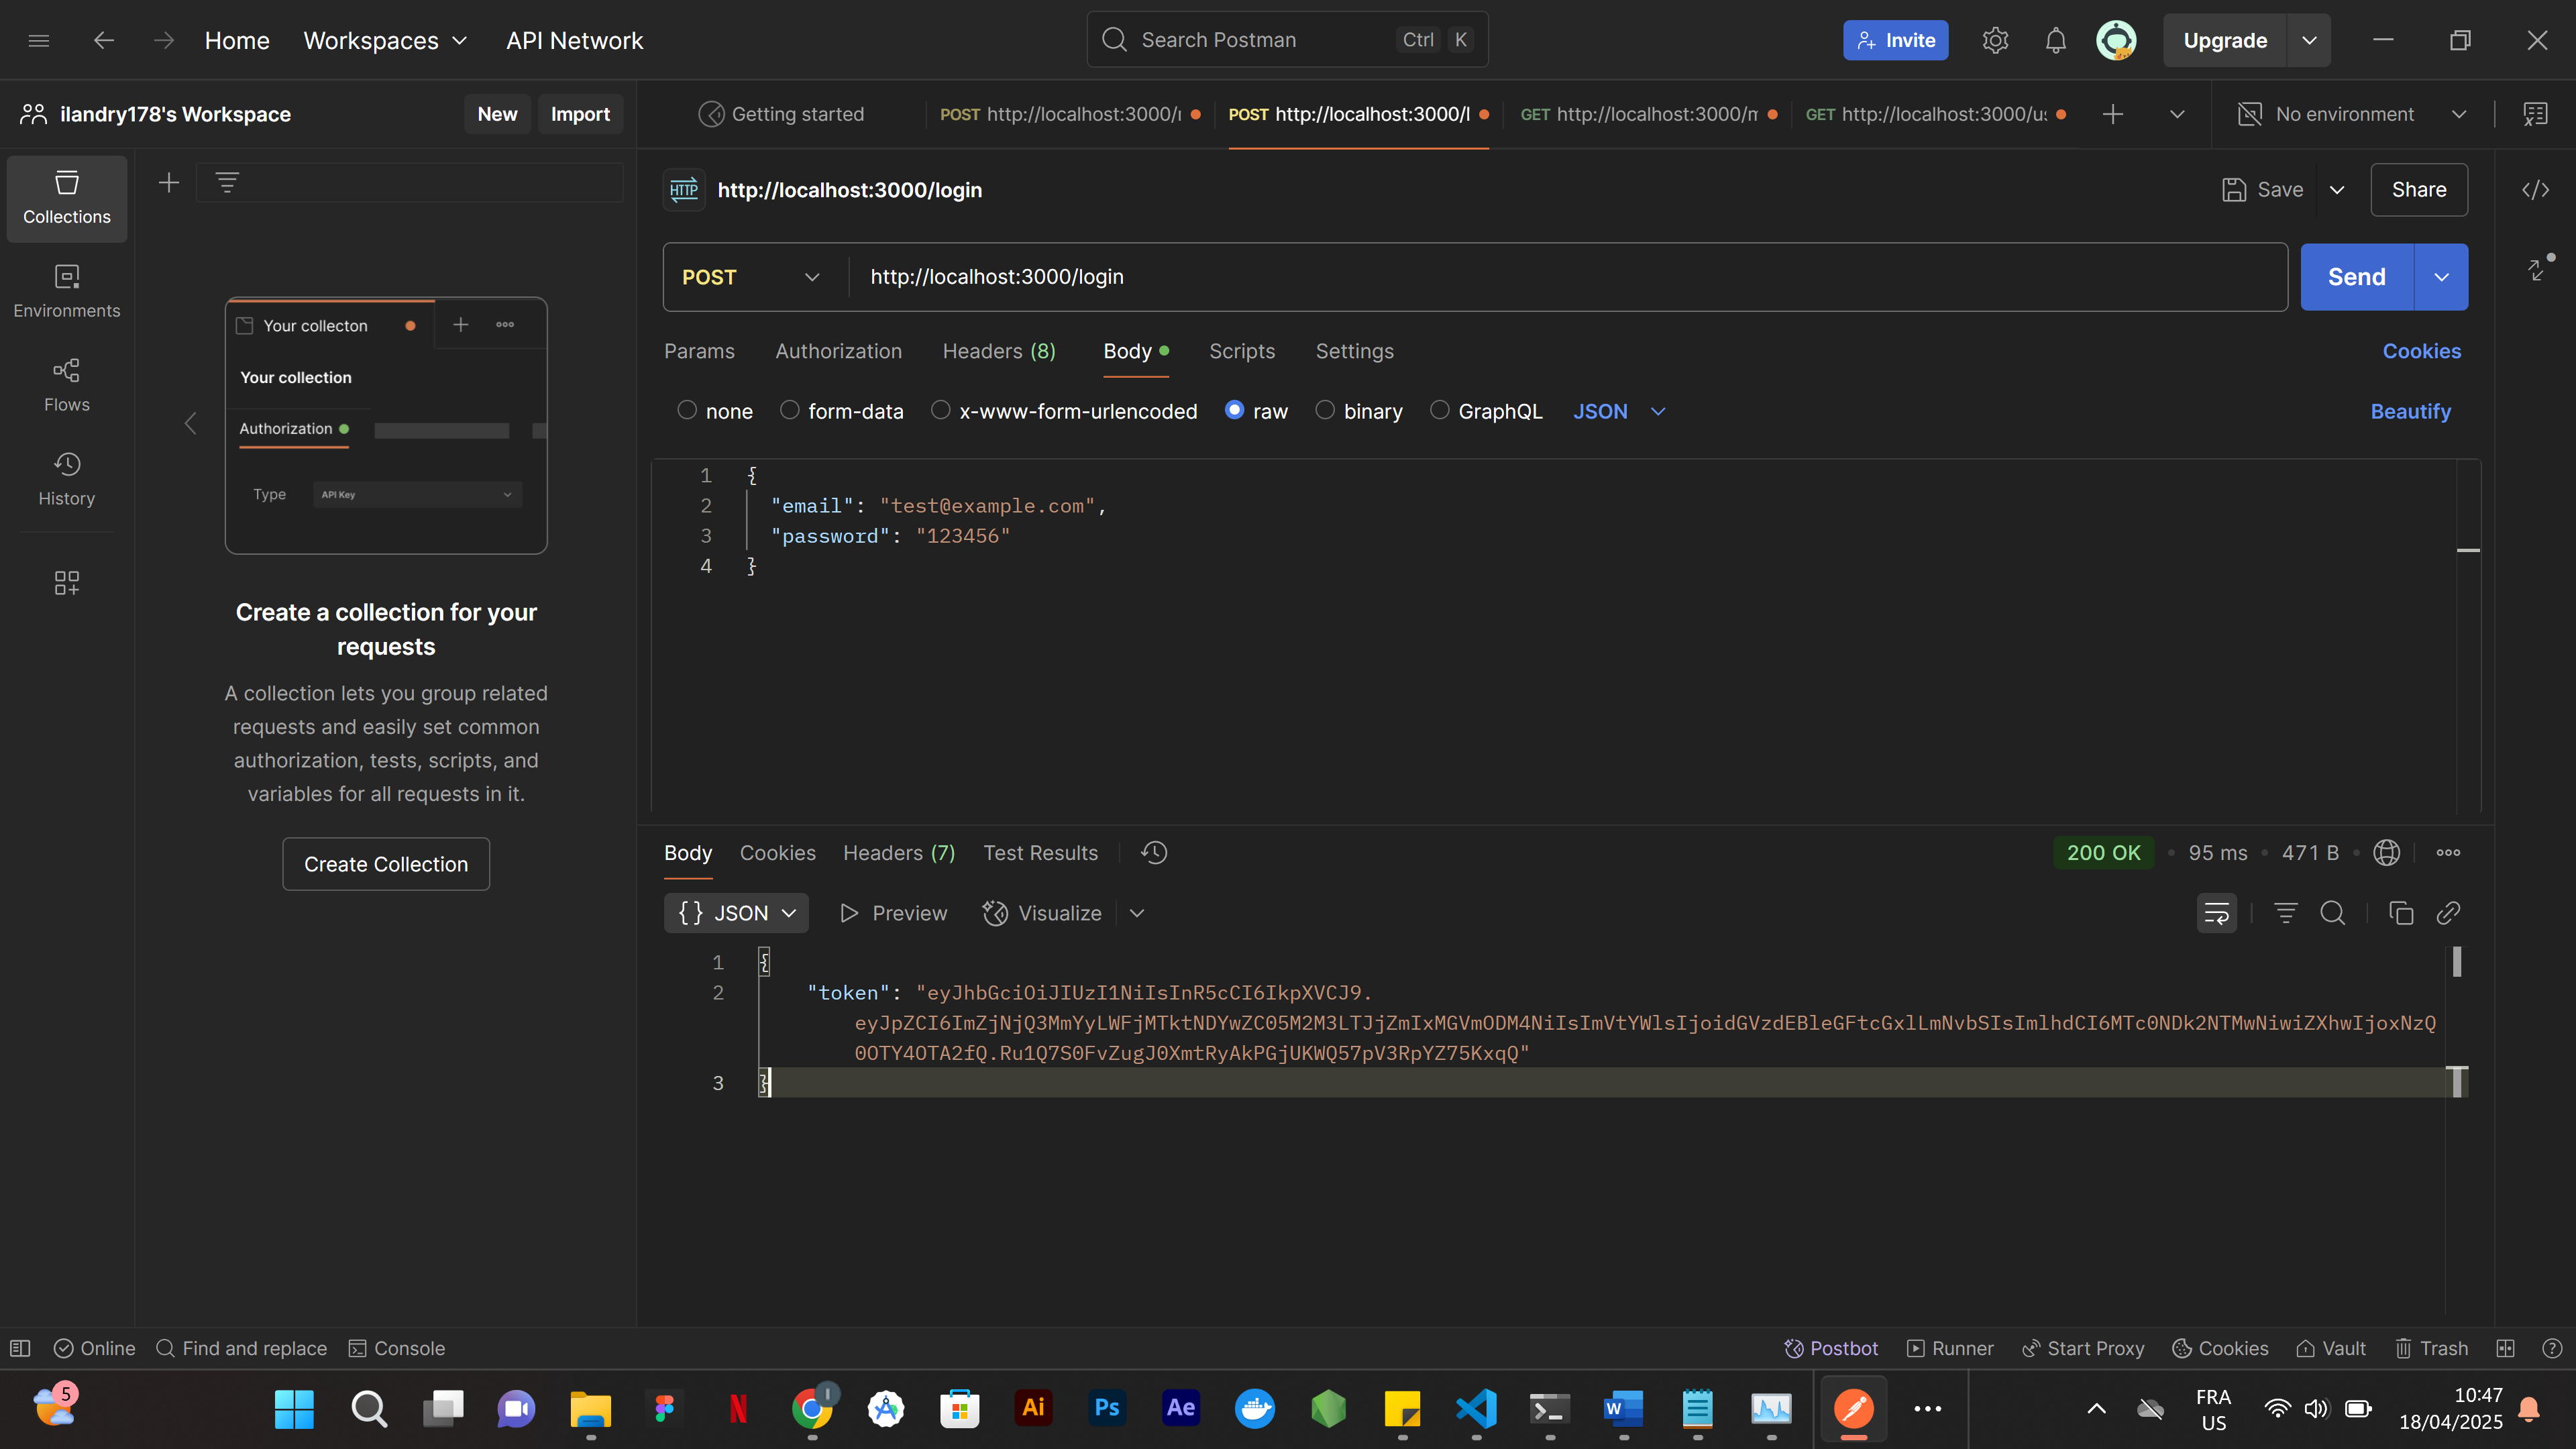 Home Workspaces API Network
Search Postman Ctrl K
Invite Upgrade
ilandry178's Workspace New Import
Getting started
POST http://localhost:3000/r
POST http://localhost:3000/l
GET http://localhost:3000/m
GET http://localhost:3000/us
No environment
Collections
Environments
Flows
History
Your collecton
Your collection
Authorization
Type API Key
Create a collection for your
requests
A collection lets you group related
requests and easily set common
authorization, tests, scripts, and
variables for all requests in it.
Create Collection
HTTP http://localhost:3000/login
Save Share
POST http://localhost:3000/login Send
Params Authorization Headers (8) Body Scripts Settings Cookies
none form-data x-www-form-urlencoded raw binary GraphQL JSON Beautify
1 {
2 "email": "test@example.com",
3 "password": "123456"
4 }
Body Cookies Headers (7) Test Results 200 OK 95 ms 471 B
{} JSON Preview Visualize
1 {
2 "token": "eyJhbGciOiJIUzI1NiIsInR5cCI6IkpXVCJ9.
eyJpZCI6ImZjNjQ3MmYyLWFjMTktNDYwZC05M2M3LTJjZmIxMGVmODM4NiIsImVtYWlsIjoidGVzdEBleGFtcGxlLmNvbSIsImlhdCI6MTc0NDk2NTMwNiwiZXhwIjoxNzQ
0OTY4OTA2fQ.Ru1Q7S0FvZugJ0XmtRyAkPGjUKWQ57pV3RpYZ75KxqQ"
3 }
Online Find and replace Console
Postbot Runner Start Proxy Cookies Vault Trash
5
Ai Ps Ae W
FRA
US
10:47
18/04/2025